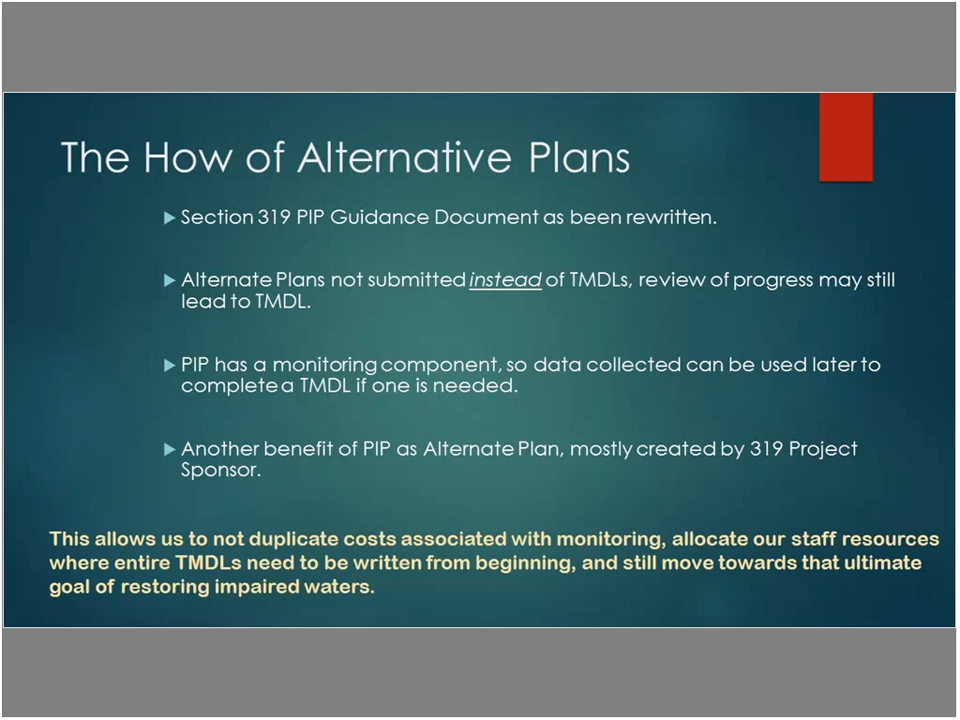 The How of Alternative Plans
Section 319 PIP Guidance Document as been rewritten.
Alternate Plans not submitted instead of TMDLs, review of progress may still
lead to TMDL.
PIP has a monitoring component, so data collected can be used later to
complete a TMDL if one is needed.
Another benefit of PIP as Alternate Plan, mostly created by 319 Project
Sponsor.
This allows us to not duplicate costs associated with monitoring, allocate our staff resources
where entire TMDLs need to be written from beginning, and still move towards that ultimate
goal of restoring impaired waters.